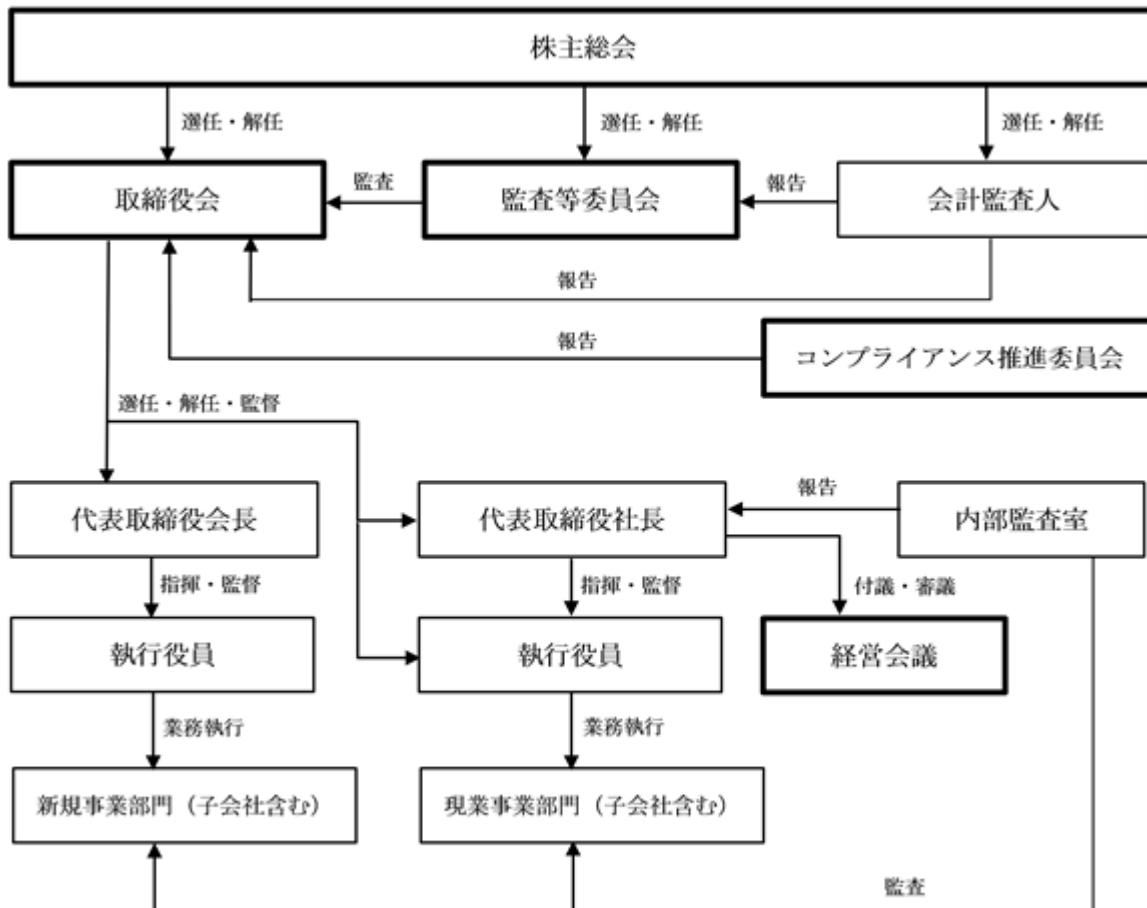 株主総会
選任・解任
選任・解任
選任・解任
取締役会
監査
監査等委員会
報告
会計監査人
報告
報告
コンプライアンス推進委員会
選任・解任・監督
代表取締役会長
代表取締役社長
報告
内部監査室
指揮・監督
指揮・監督
付議・審議
執行役員
執行役員
経営会議
業務執行
業務執行
新規事業部門（子会社含む）
現業事業部門（子会社含む）
監査